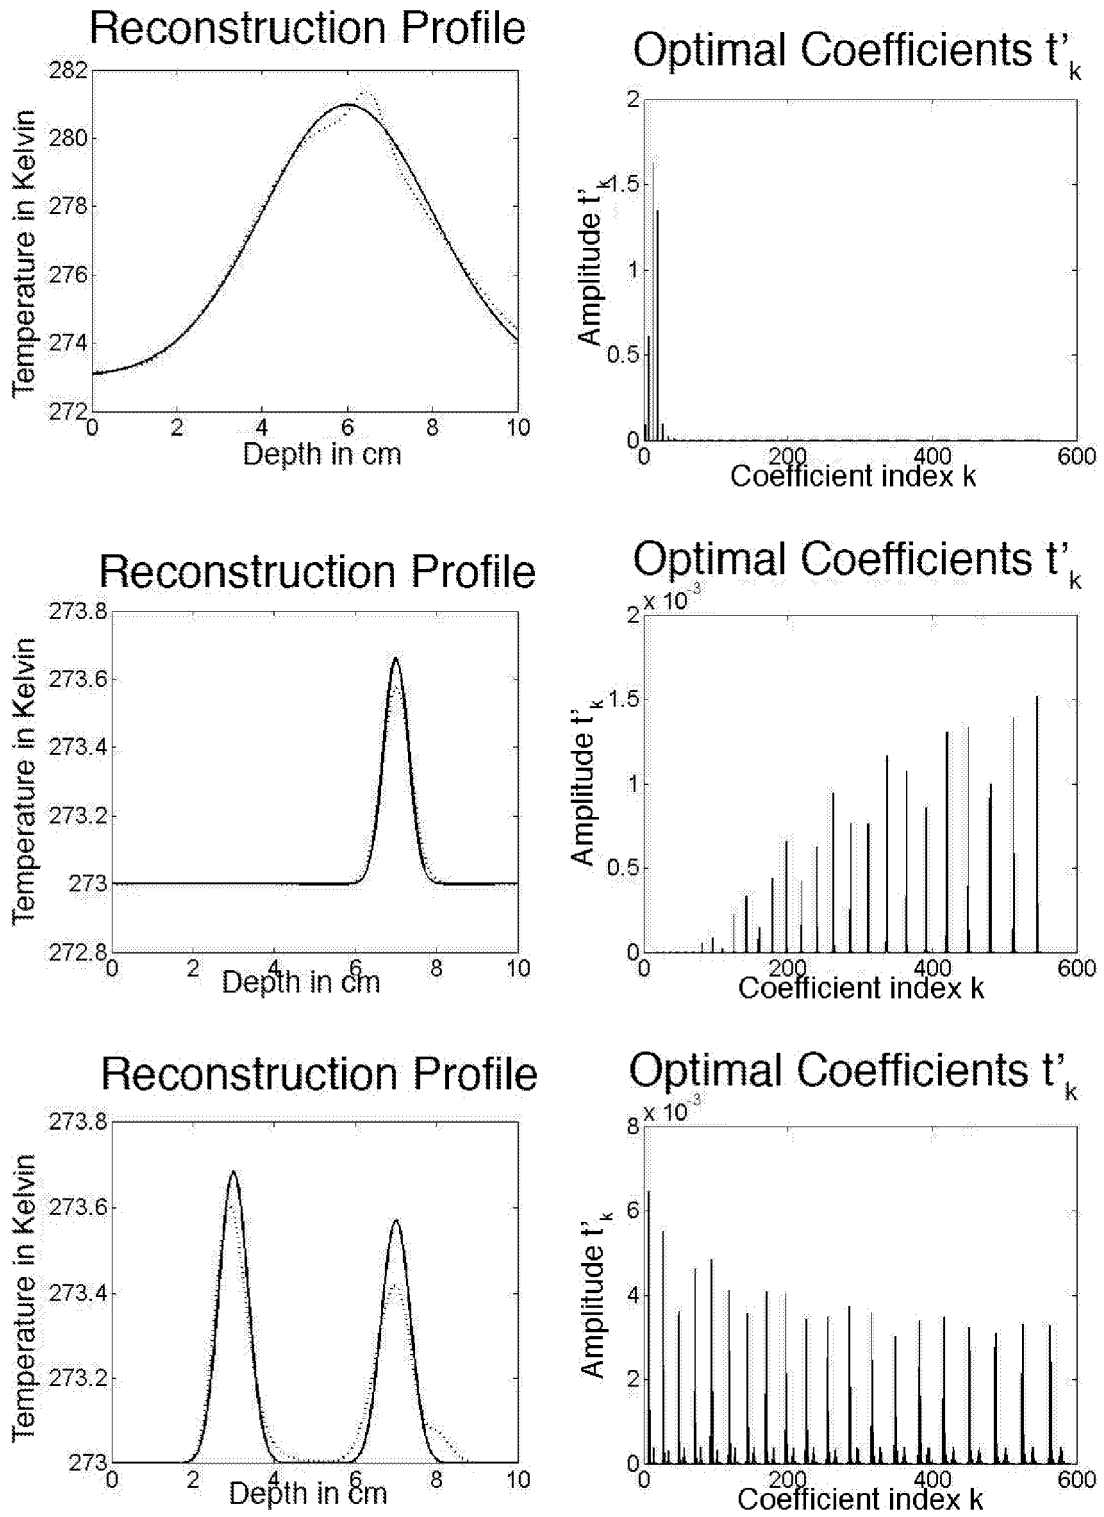 Reconstruction Profile
Optimal Coefficients t'k
282
280
278
276
274
272
Temperature in Kelvin
0 2 4 6 8 10
Depth in cm
2
1.5
1
0.5
0
Amplitude t'k
0 200 400 600
Coefficient index k
Reconstruction Profile
Optimal Coefficients t'k
273.8
273.6
273.4
273.2
273
272.8
Temperature in Kelvin
0 2 4 6 8 10
Depth in cm
x 10-3
2
1.5
1
0.5
0
Amplitude t'k
0 200 400 600
Coefficient index k
Reconstruction Profile
Optimal Coefficients t'k
273.8
273.6
273.4
273.2
273
Temperature in Kelvin
0 2 4 6 8 10
Depth in cm
x 10-3
8
6
4
2
0
Amplitude t'k
0 200 400 600
Coefficient index k